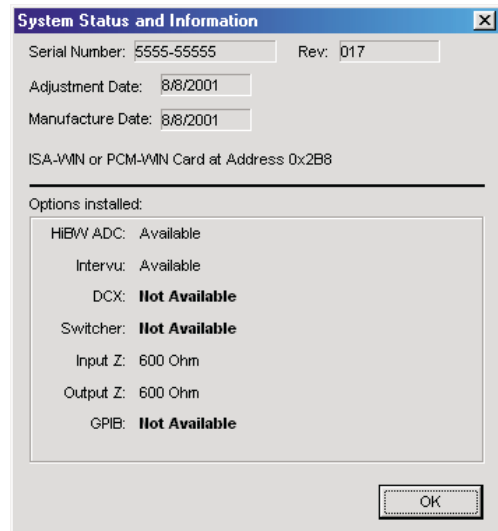 System Status and Information
Serial Number: 5555-55555 Rev: 017
Adjustment Date: 8/8/2001
Manufacture Date: 8/8/2001
ISA-WIN or PCM-WIN Card at Address 0x2B8
Options installed:
HiBW ADC: Available
Intervu: Available
DCX: Not Available
Switcher: Not Available
Input Z: 600 Ohm
Output Z: 600 Ohm
GPIB: Not Available
OK